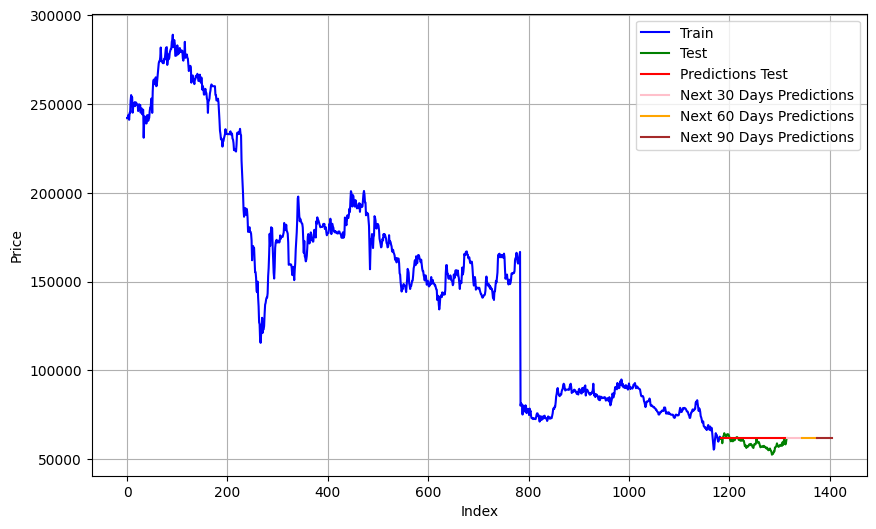 300000
250000
200000
150000
100000
50000
Price
0
200
400
600
800
1000
1200
1400
Index
Train
Test
Predictions Test
Next 30 Days Predictions
Next 60 Days Predictions
Next 90 Days Predictions